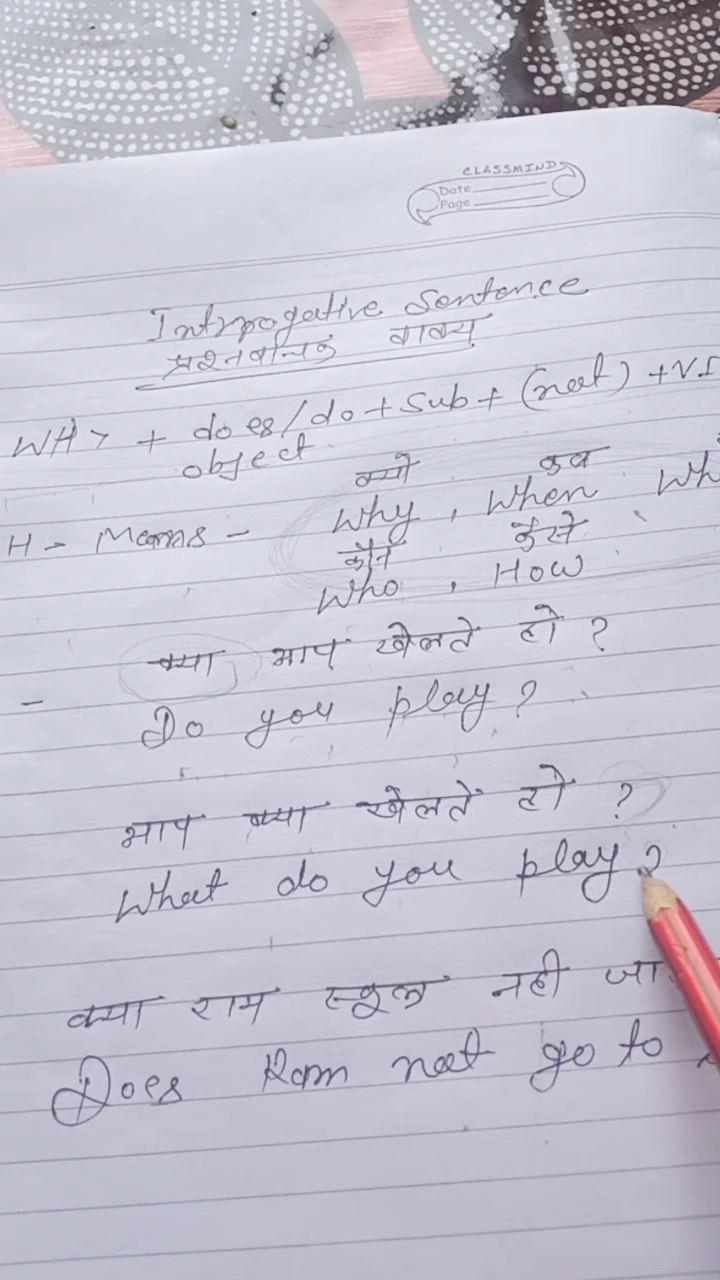 CLASSMIND
Date
Page
Intrrogative Sentence
प्रश्नवाचक वाक्य
WH > + does/do + Sub + (not) + V.I
object.
क्यो कब
H - Means - Why, When Wh
कौन कैसे
Who, How
- क्या आप खेलते हो ?
Do you play ?
आप क्या खेलते हो ?
What do you play ?
क्या राम स्कूल नही जा
Does Ram not go to